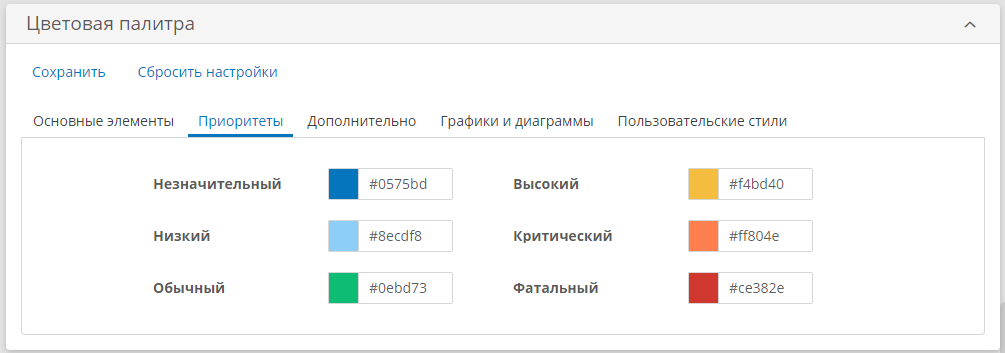 Цветовая палитра
Сохранить Сбросить настройки
Основные элементы Приоритеты Дополнительно Графики и диаграммы Пользовательские стили
Незначительный #0575bd Высокий #f4bd40
Низкий #8ecdf8 Критический #ff804e
Обычный #0ebd73 Фатальный #ce382e